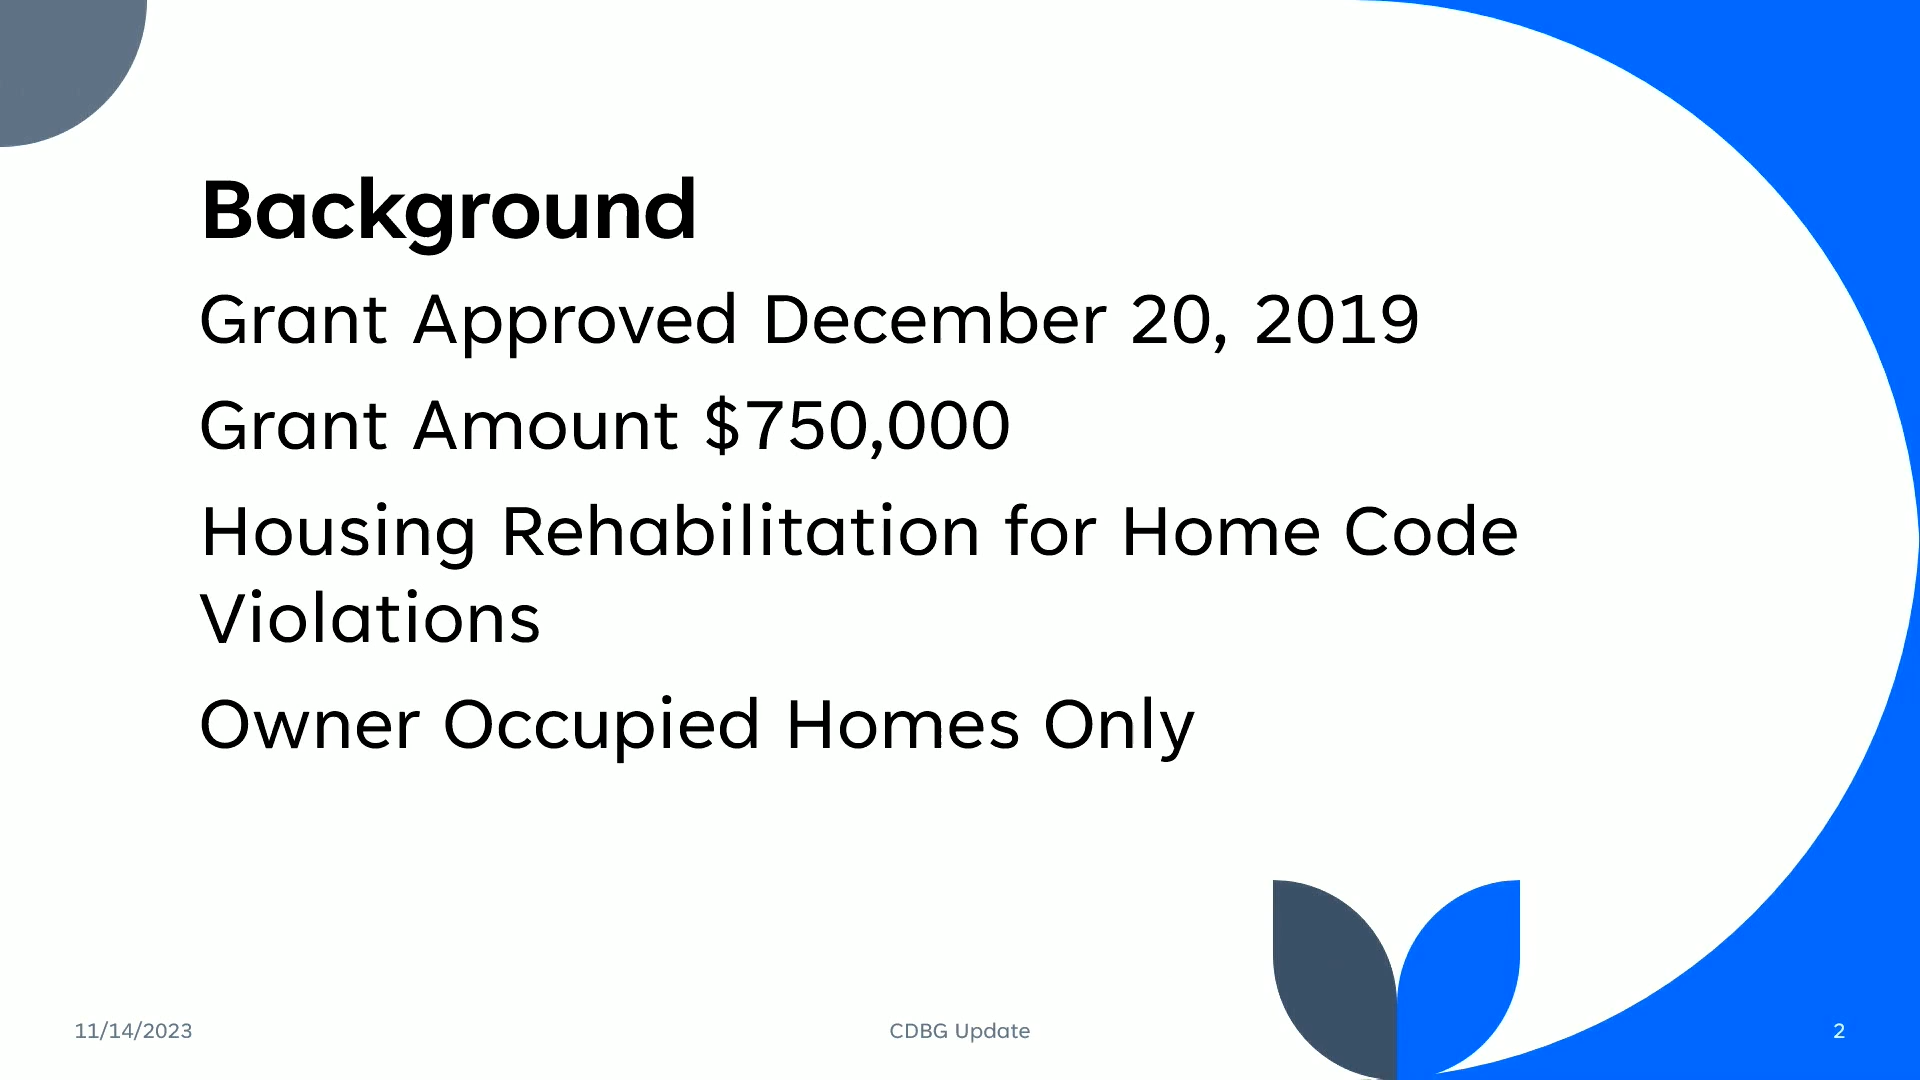 Background
Grant Approved December 20, 2019
Grant Amount $750,000
Housing Rehabilitation for Home Code
Violations
Owner Occupied Homes Only
11/14/2023
CDBG Update
2